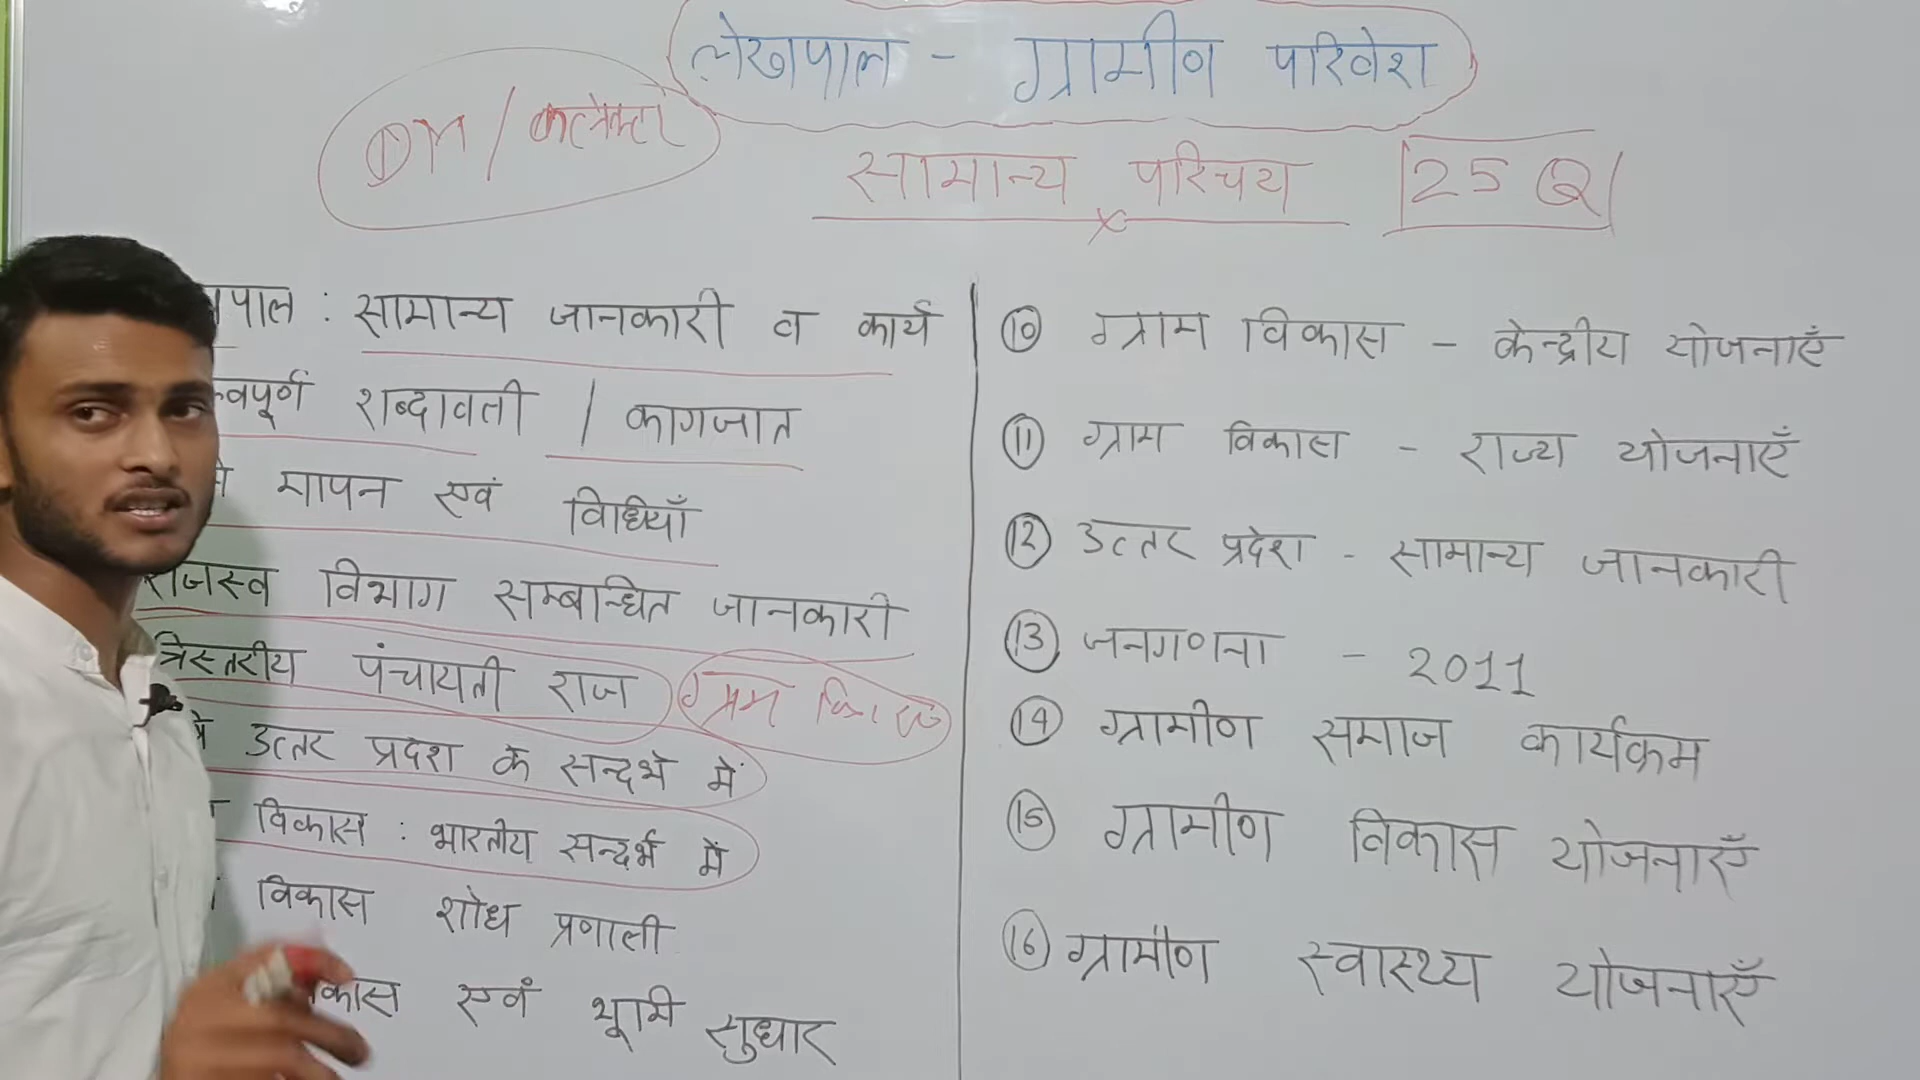 लेखपाल - ग्रामीण परिवेश
DM / कलेक्टर
सामान्य परिचय
25 Q
पाल : सामान्य जानकारी व कार्य
वपूर्ण शब्दावली / कागजात
मापन एवं विधियाँ
राजस्व विभाग सम्बन्धित जानकारी
त्रिस्तरीय पंचायती राज
ग्राम
उत्तर प्रदेश के सन्दर्भ में
विकास : भारतीय सन्दर्भ में
विकास शोध प्रणाली
कास एवं भूमि सुधार
10 ग्राम विकास - केन्द्रीय योजनाएँ
11 ग्राम विकास - राज्य योजनाएँ
12 उत्तर प्रदेश - सामान्य जानकारी
13 जनगणना - 2011
14 ग्रामीण समाज कार्यक्रम
15 ग्रामीण विकास योजनाएँ
16 ग्रामीण स्वास्थ्य योजनाएँ